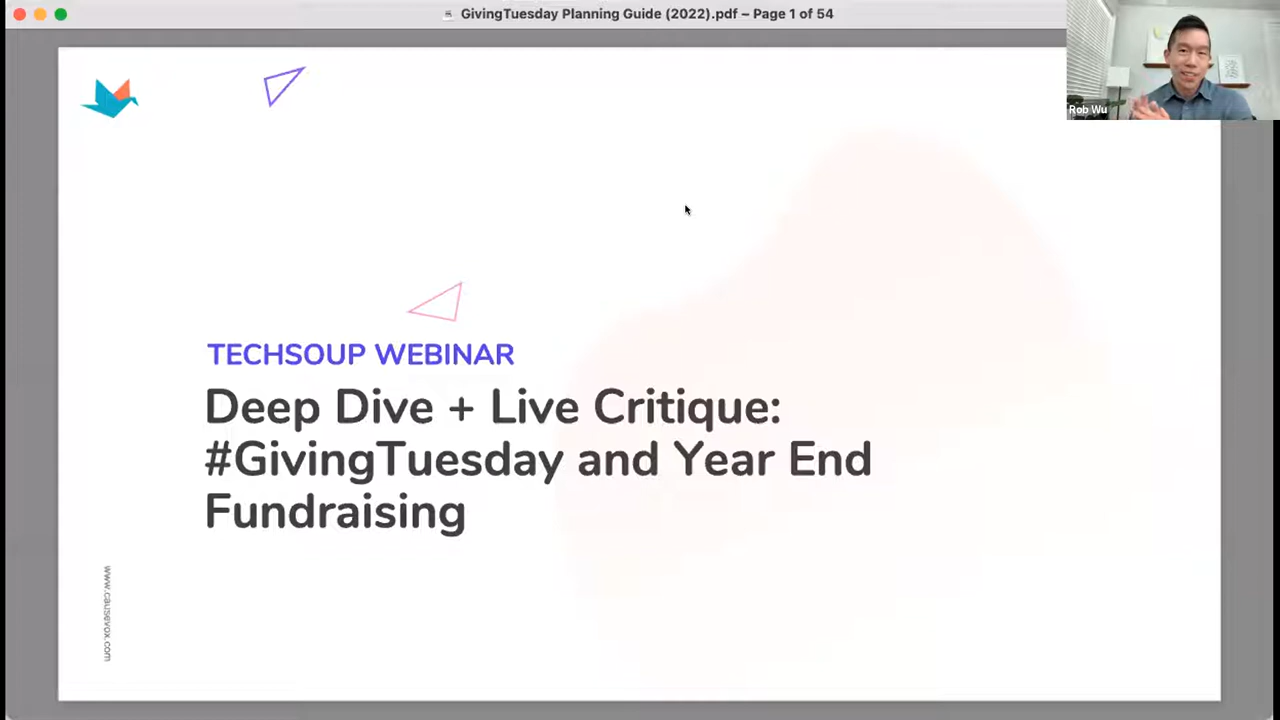 GivingTuesday Planning Guide (2022).pdf – Page 1 of 54
Rob Wu
TECHSOUP WEBINAR
Deep Dive + Live Critique:
#GivingTuesday and Year End
Fundraising
www.causevox.com